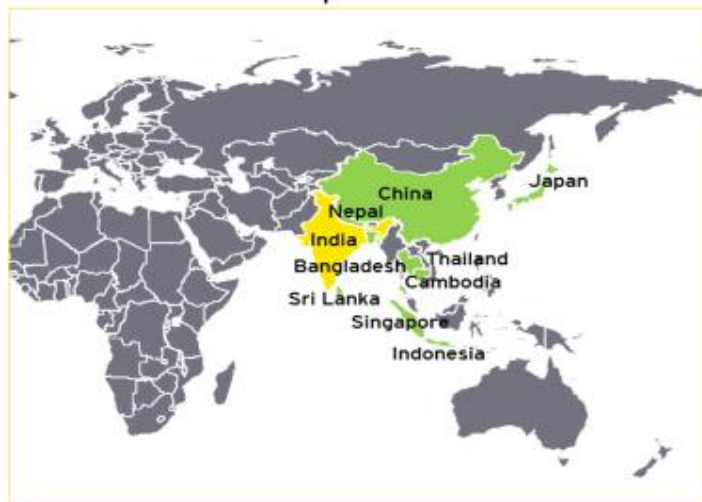 China
Japan
Nepal
India
Thailand
Bangladesh
Cambodia
Sri Lanka
Singapore
Indonesia